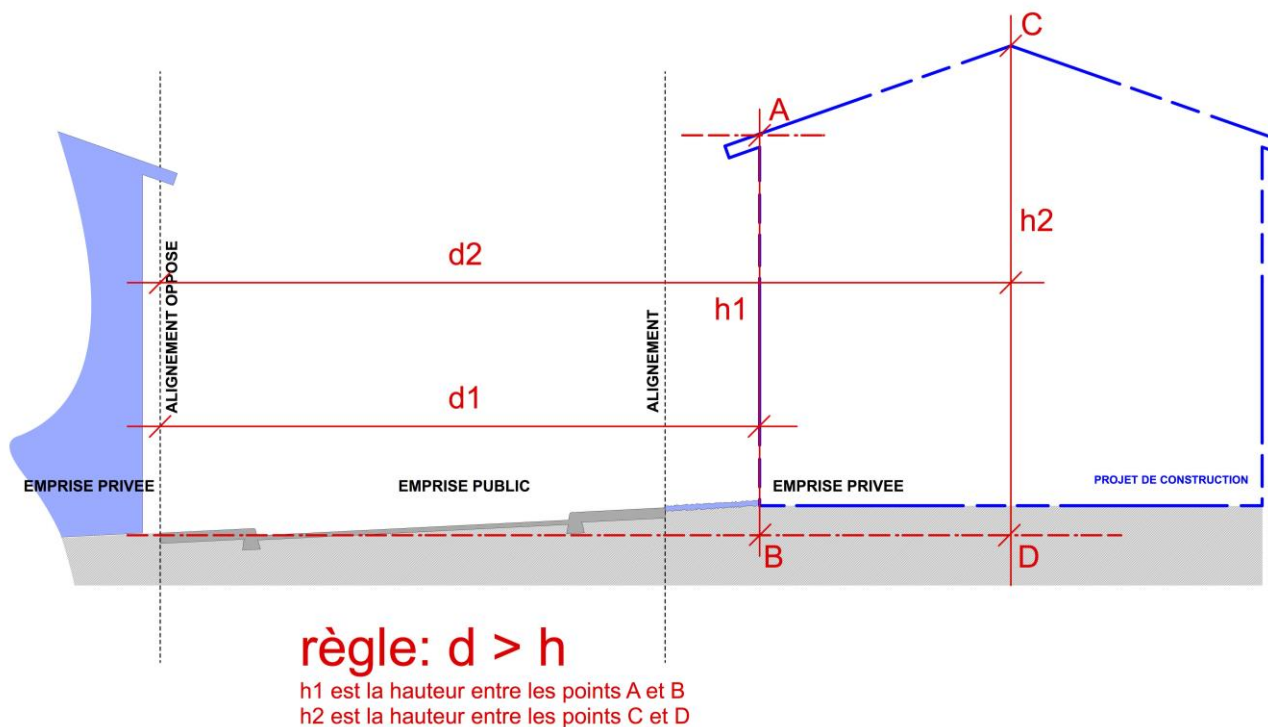 C
A
h2
d2
ALIGNEMENT OPPOSE
h1
ALIGNEMENT
d1
EMPRISE PRIVEE
EMPRISE PUBLIC
EMPRISE PRIVEE
PROJET DE CONSTRUCTION
B
D
règle: d > h
h1 est la hauteur entre les points A et B
h2 est la hauteur entre les points C et D